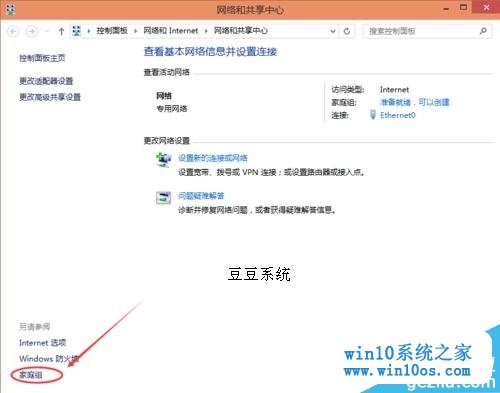 网络和共享中心
控制面板 网络和 Internet 网络和共享中心
搜索控制面板
控制面板主页
更改适配器设置
更改高级共享设置
查看基本网络信息并设置连接
查看活动网络
网络
专用网络
访问类型: Internet
家庭组: 准备就绪,可以创建
连接: Ethernet0
更改网络设置
设置新的连接或网络
设置宽带、拨号或 VPN 连接;或设置路由器或接入点。
问题疑难解答
诊断并修复网络问题,或者获得疑难解答信息。
豆豆系统
另请参阅
Internet 选项
Windows 防火墙
家庭组
win10系统之家
www.win10os.com